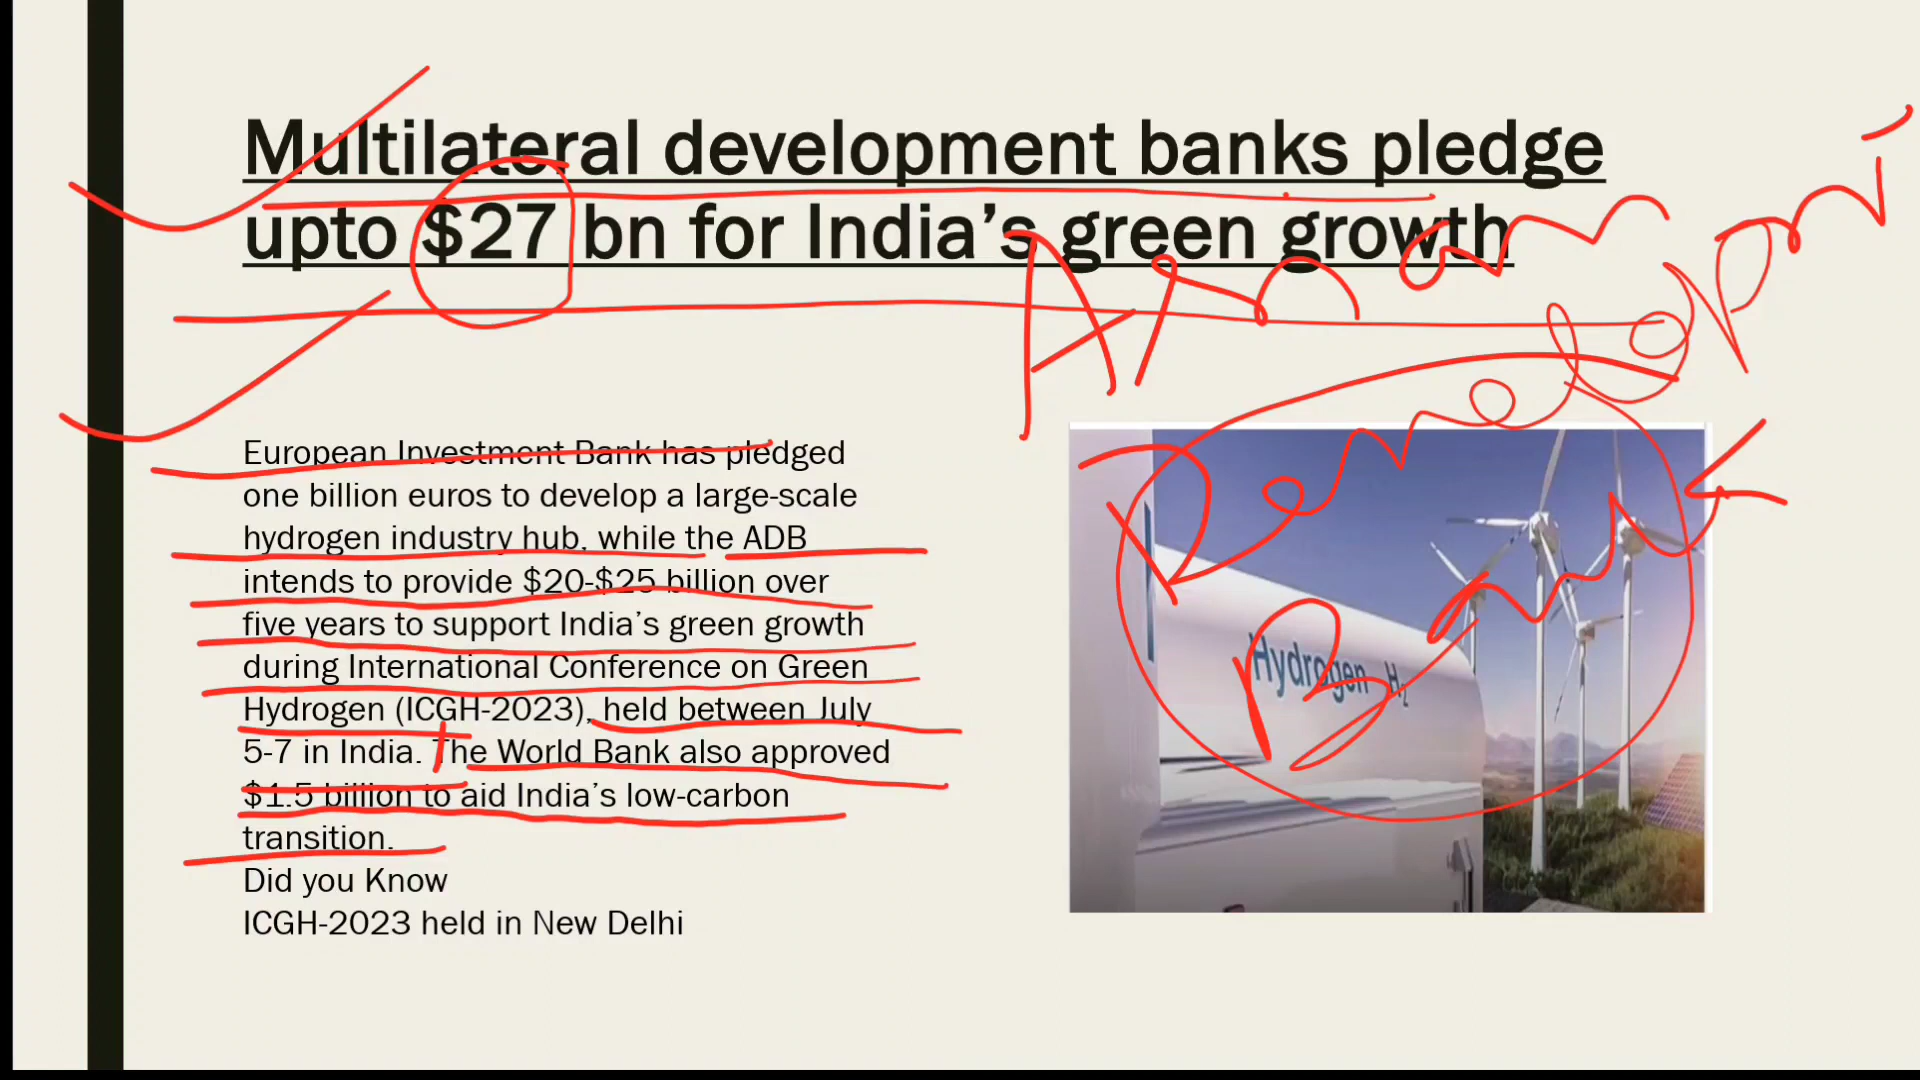 Multilateral development banks pledge
upto $27 bn for India’s green growth
European Investment Bank has pledged
one billion euros to develop a large-scale
hydrogen industry hub, while the ADB
intends to provide $20-$25 billion over
five years to support India’s green growth
during International Conference on Green
Hydrogen (ICGH-2023), held between July
5-7 in India. The World Bank also approved
$1.5 billion to aid India’s low-carbon
transition.
Did you Know
ICGH-2023 held in New Delhi
Hydrogen H₂